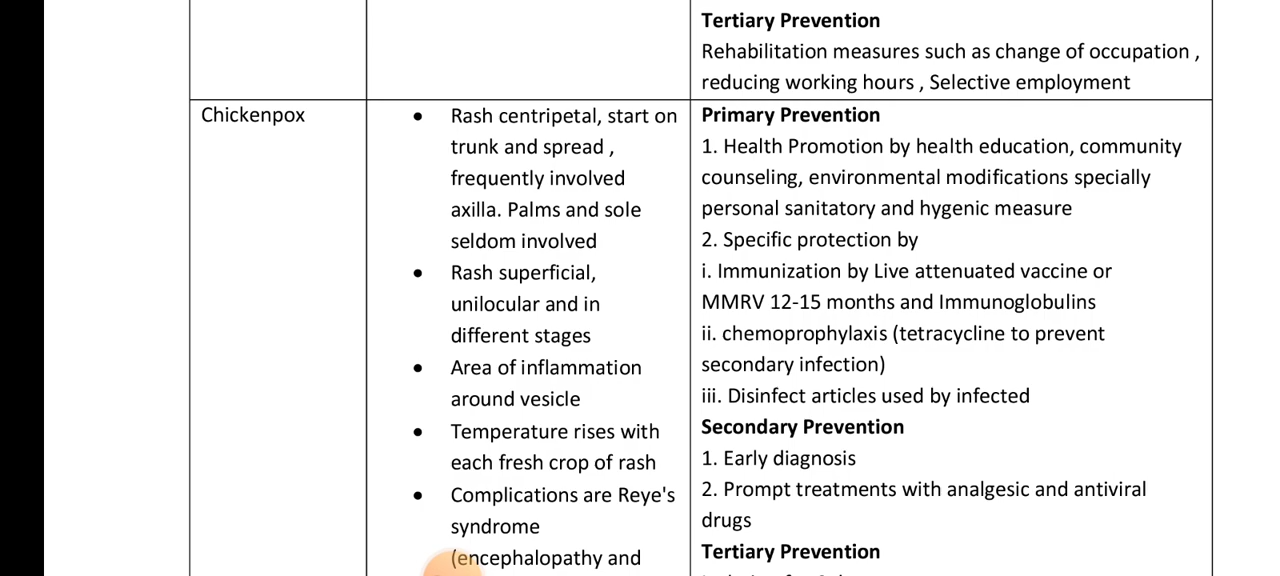 Tertiary Prevention
Rehabilitation measures such as change of occupation ,
reducing working hours , Selective employment
Chickenpox
• Rash centripetal, start on
trunk and spread ,
frequently involved
axilla. Palms and sole
seldom involved
• Rash superficial,
unilocular and in
different stages
• Area of inflammation
around vesicle
• Temperature rises with
each fresh crop of rash
• Complications are Reye's
syndrome
(encephalopathy and
Primary Prevention
1. Health Promotion by health education, community
counseling, environmental modifications specially
personal sanitatory and hygenic measure
2. Specific protection by
i. Immunization by Live attenuated vaccine or
MMRV 12-15 months and Immunoglobulins
ii. chemoprophylaxis (tetracycline to prevent
secondary infection)
iii. Disinfect articles used by infected
Secondary Prevention
1. Early diagnosis
2. Prompt treatments with analgesic and antiviral
drugs
Tertiary Prevention